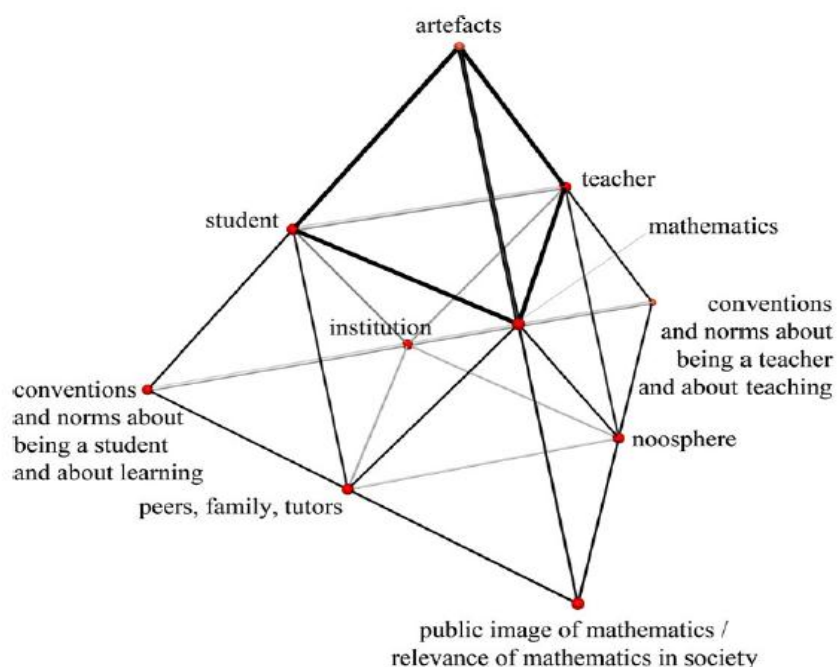 artefacts
teacher
student
mathematics
institution
conventions
and norms about
being a teacher
and about teaching
conventions
and norms about
being a student
and about learning
noosphere
peers, family, tutors
public image of mathematics /
relevance of mathematics in society